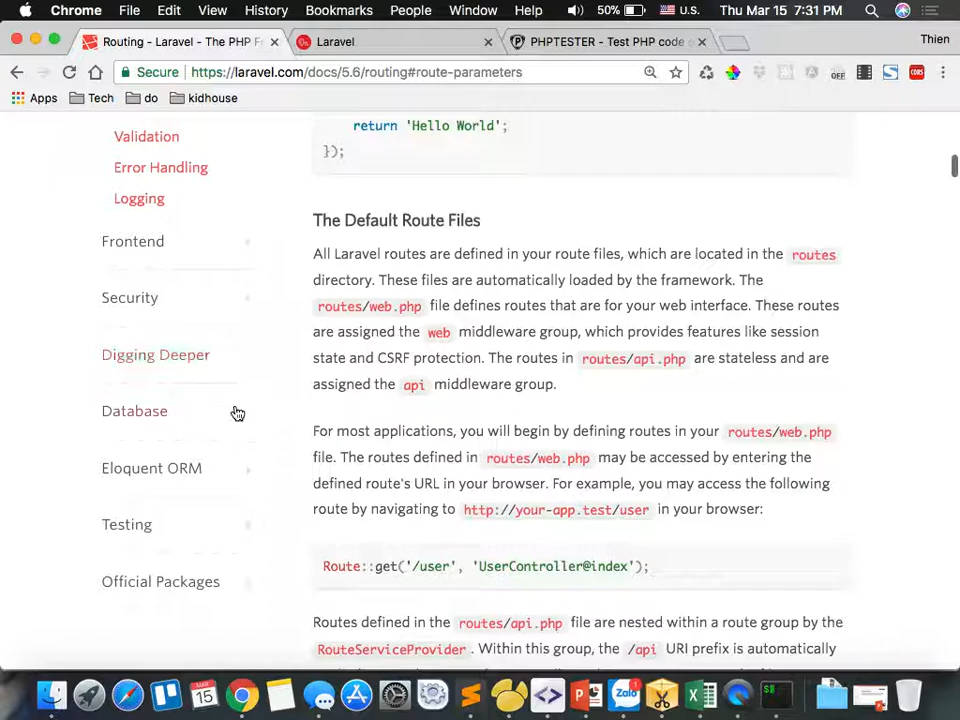 Chrome File Edit View History Bookmarks People Window Help 50% U.S. Thu Mar 15 7:31 PM
Routing - Laravel - The PHP F
Laravel
PHPTESTER - Test PHP code
Thien
Secure https://laravel.com/docs/5.6/routing#route-parameters
OFF
CORS
Apps Tech do kidhouse
Validation
Error Handling
Logging
Frontend
Security
Digging Deeper
Database
Eloquent ORM
Testing
Official Packages
return 'Hello World';
});
The Default Route Files
All Laravel routes are defined in your route files, which are located in the routes
directory. These files are automatically loaded by the framework. The
routes/web.php file defines routes that are for your web interface. These routes
are assigned the web middleware group, which provides features like session
state and CSRF protection. The routes in routes/api.php are stateless and are
assigned the api middleware group.
For most applications, you will begin by defining routes in your routes/web.php
file. The routes defined in routes/web.php may be accessed by entering the
defined route's URL in your browser. For example, you may access the following
route by navigating to http://your-app.test/user in your browser:
Route::get('/user', 'UserController@index');
Routes defined in the routes/api.php file are nested within a route group by the
RouteServiceProvider. Within this group, the /api URI prefix is automatically
15
Zalo
1